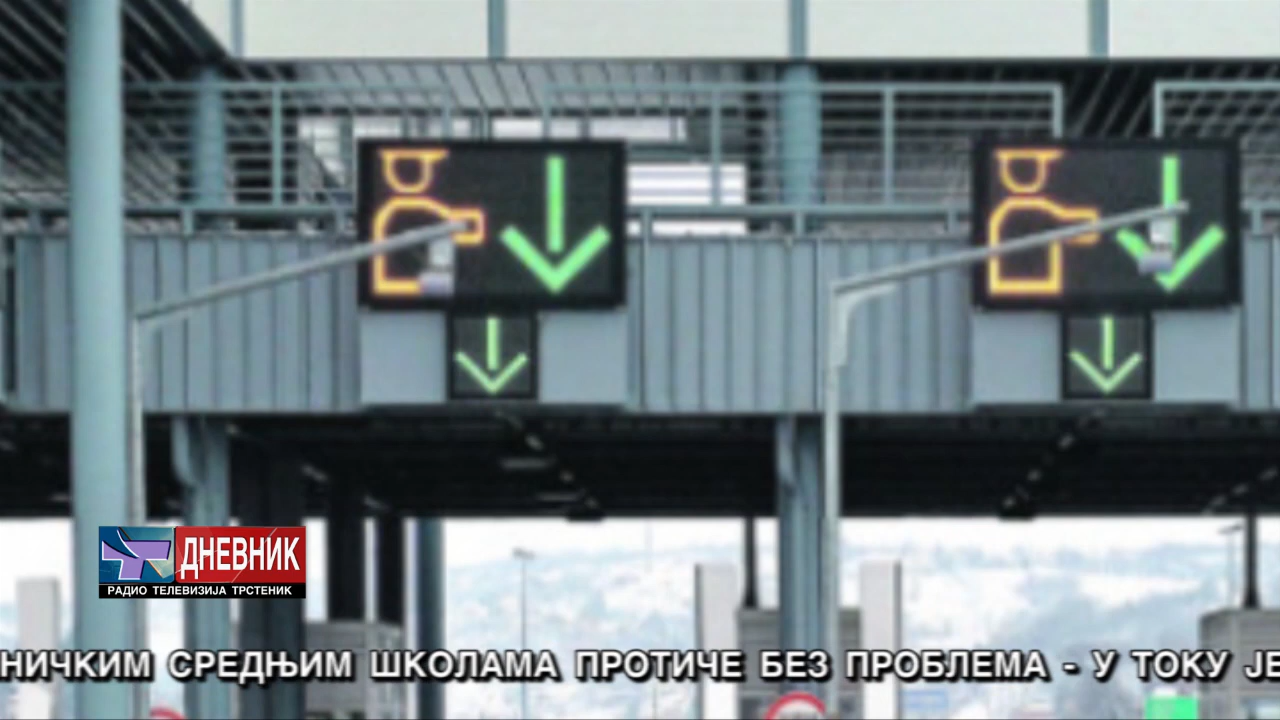 ДНЕВНИК
РАДИО ТЕЛЕВИЗИЈА ТРСТЕНИК
НИЧКИМ СРЕДЊИМ ШКОЛАМА ПРОТИЧЕ БЕЗ ПРОБЛЕМА - У ТОКУ ЈЕ